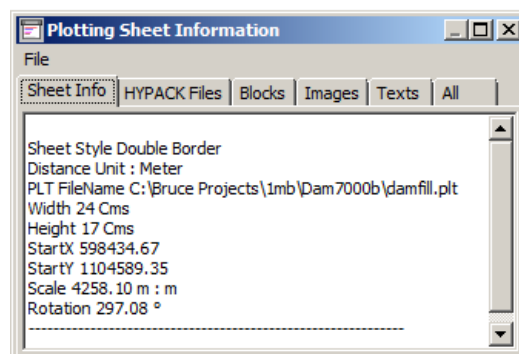 Plotting Sheet Information
File
Sheet Info HYPACK Files Blocks Images Texts All
Sheet Style Double Border
Distance Unit : Meter
PLT FileName C:\Bruce Projects\1mb\Dam7000b\damfill.plt
Width 24 Cms
Height 17 Cms
StartX 598434.67
StartY 1104589.35
Scale 4258.10 m : m
Rotation 297.08 º
------------------------------------------------------------